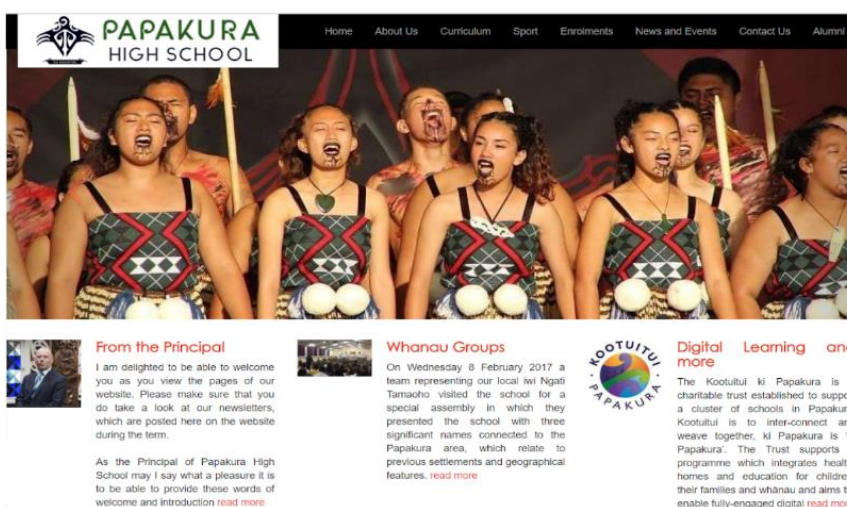 PAPAKURA
HIGH SCHOOL
Home About Us Curriculum Sport Enrolments News and Events Contact Us Alumni
From the Principal
I am delighted to be able to welcome
you as you view the pages of our
website. Please make sure that you
do take a look at our newsletters,
which are posted here on the website
during the term.
As the Principal of Papakura High
School may I say what a pleasure it is
to be able to provide these words of
welcome and introduction read more
Whanau Groups
On Wednesday 8 February 2017 a
team representing our local iwi Ngati
Tamaoho visited the school for a
special assembly in which they
presented the school with three
significant names connected to the
Papakura area, which relate to
previous settlements and geographical
features. read more
KOOTUITUI
PAPAKURA
Digital Learning and
more
The Kootuitui ki Papakura is
charitable trust established to suppo
a cluster of schools in Papakur
Kootuitui is to inter-connect an
weave together, ki Papakura is
Papakura'. The Trust supports
programme which integrates healt
homes and education for childre
their families and whānau and aims t
enable fully-engaged digital read mor